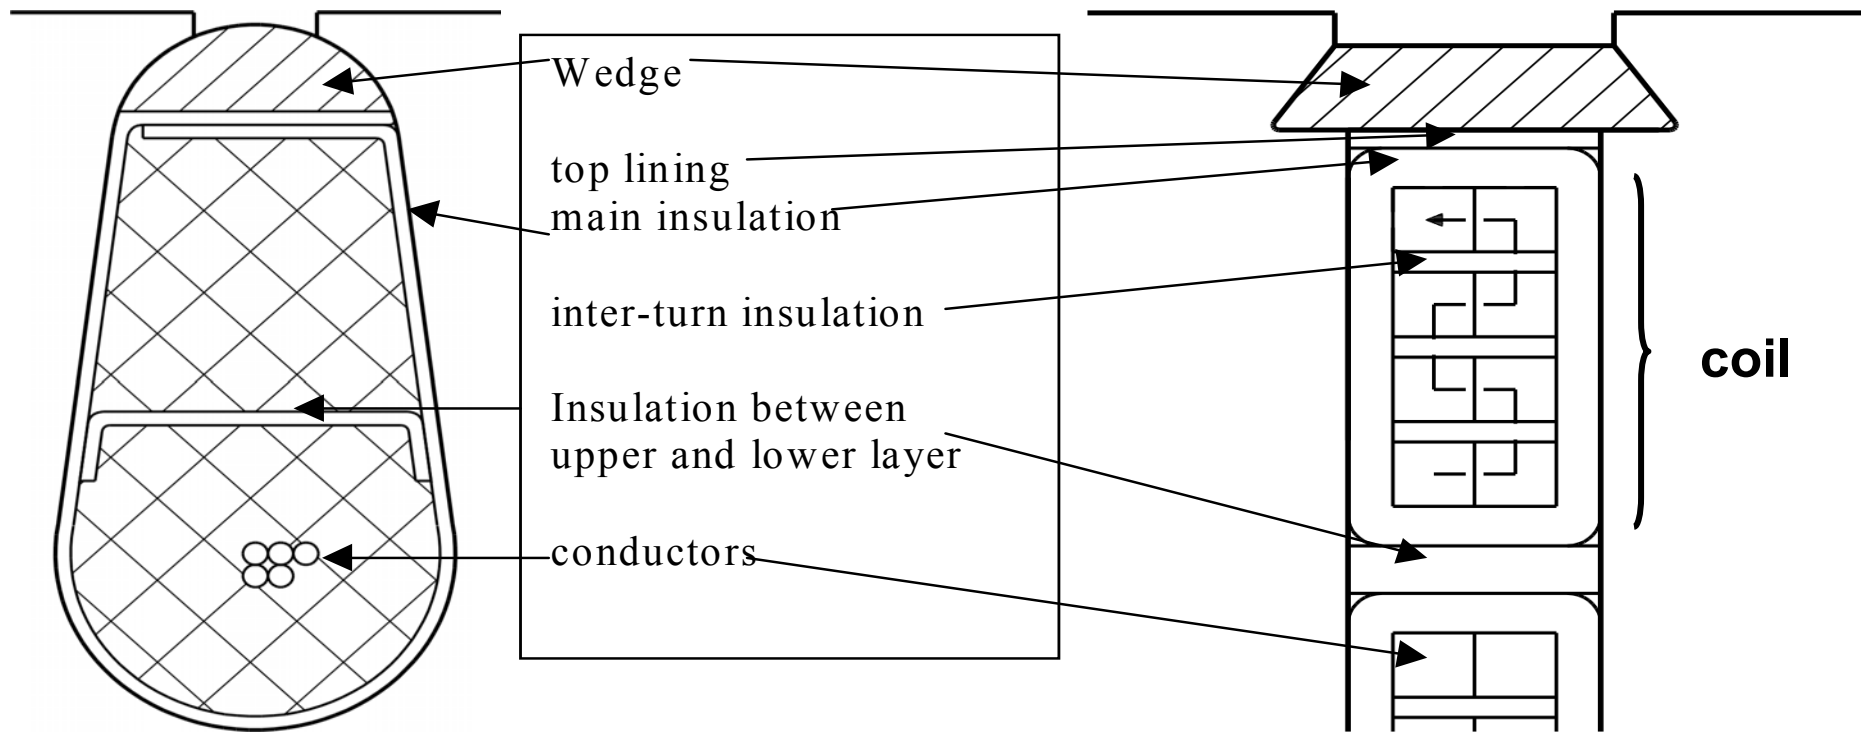 Wedge
top lining
main insulation
inter-turn insulation
Insulation between
upper and lower layer
conductors
coil